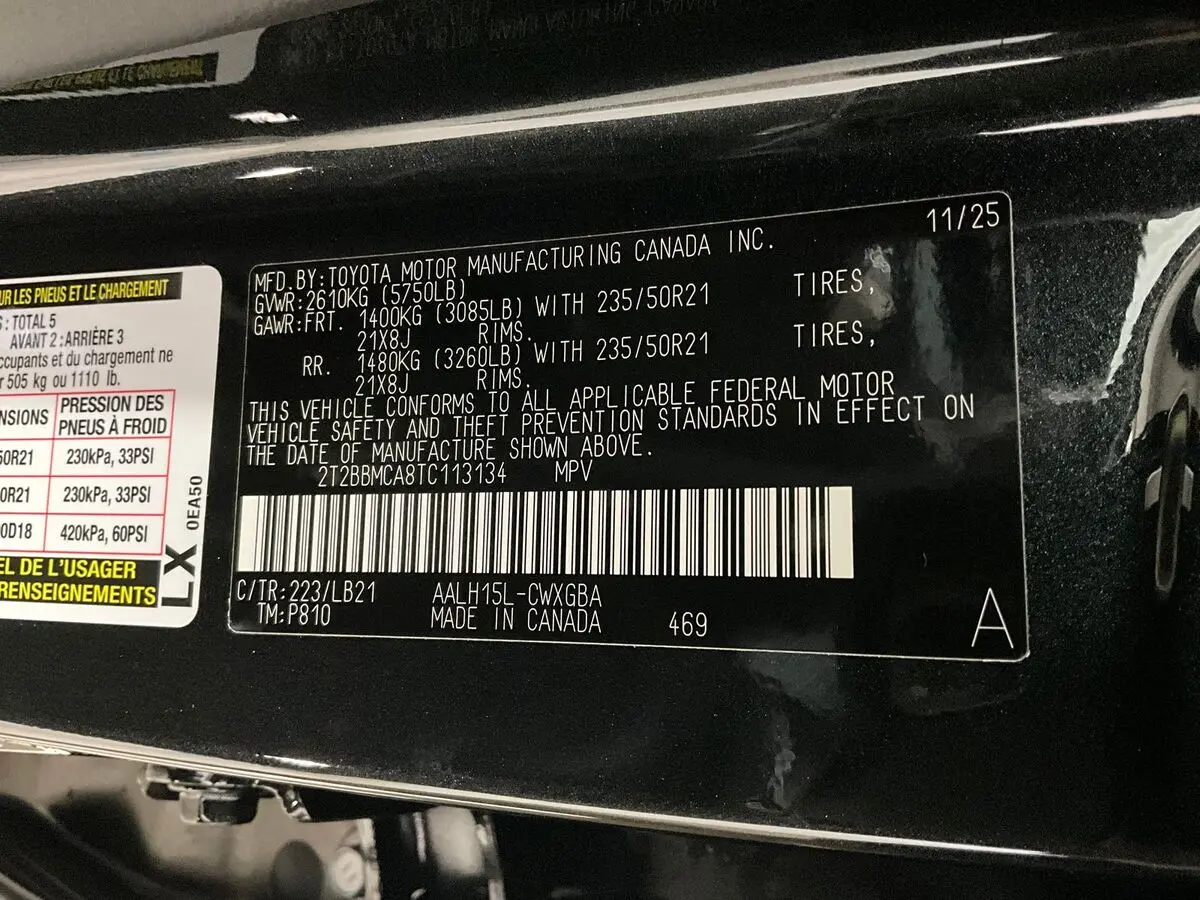 UR LES PNEUS ET LE CHARGEMENT
S : TOTAL 5
AVANT 2 : ARRIÈRE 3
ccupants et du chargement ne
r 505 kg ou 1110 lb.
NSIONS PRESSION DES PNEUS À FROID
50R21 230kPa, 33PSI
0R21 230kPa, 33PSI
0D18 420kPa, 60PSI
EL DE L'USAGER
RENSEIGNEMENTS
LX 0EA50
11/25
MFD.BY:TOYOTA MOTOR MANUFACTURING CANADA INC.
GVWR:2610KG (5750LB)
GAWR:FRT. 1400KG (3085LB) WITH 235/50R21 TIRES,
21X8J RIMS.
RR. 1480KG (3260LB) WITH 235/50R21 TIRES,
21X8J RIMS.
THIS VEHICLE CONFORMS TO ALL APPLICABLE FEDERAL MOTOR
VEHICLE SAFETY AND THEFT PREVENTION STANDARDS IN EFFECT ON
THE DATE OF MANUFACTURE SHOWN ABOVE.
2T2BBMCA8TC113134 MPV
C/TR:223/LB21 AALH15L-CWXGBA
TM:P810 MADE IN CANADA 469
A